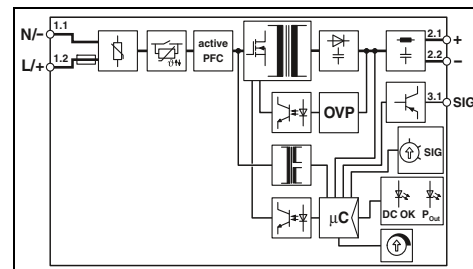 N/- 1.1
L/+ 1.2
active
PFC
2.1 +
2.2 −
3.1 SIG
OVP
SIG
µC
DC OK P Out